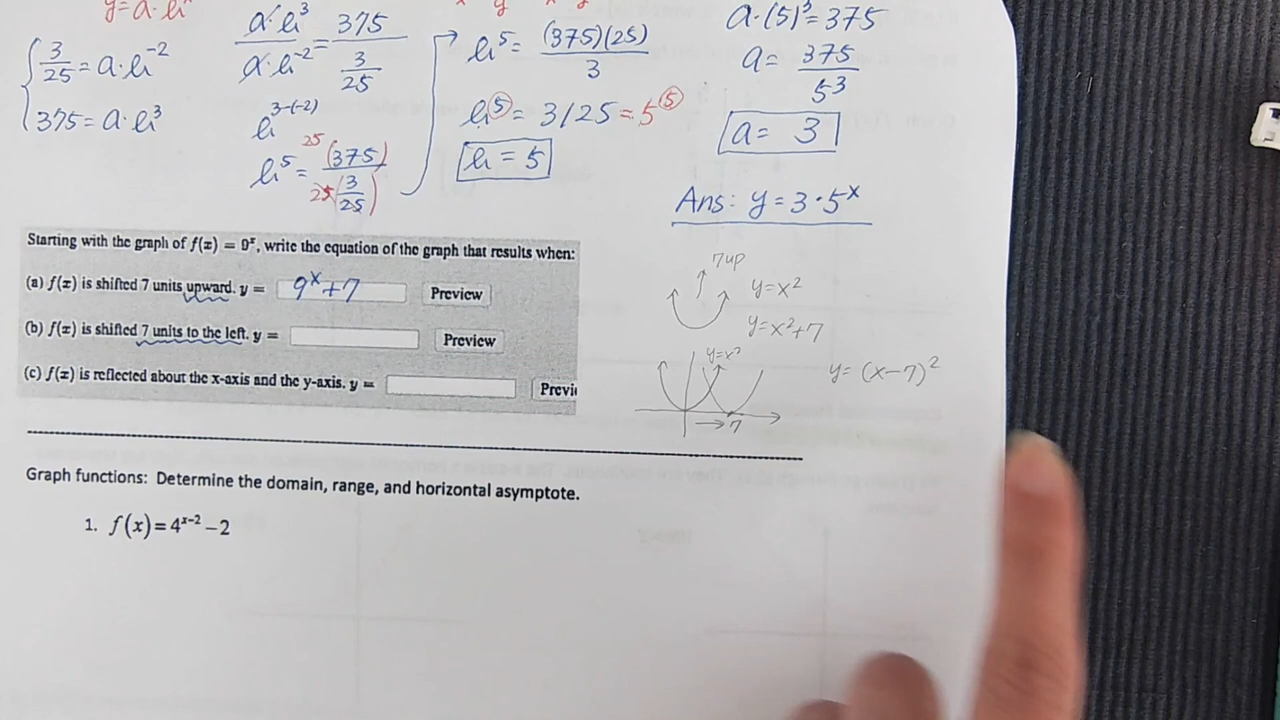 y=a·b
{ 3/25 = a·b^-2
375 = a·b^3
a·b^3 / a·b^-2 = 375 / (3/25)
b^3-(-2)
b^5 = 25 (375) / 25 (3/25)
b^5 = (375)(25) / 3
b^5 = 3125 = 5^5
b = 5
a·(5)^3 = 375
a = 375 / 5^3
a = 3
Ans: y = 3·5^x
Starting with the graph of f(x) = 9^x, write the equation of the graph that results when:
(a) f(x) is shifted 7 units upward. y = 9^x+7 Preview
(b) f(x) is shifted 7 units to the left. y = Preview
(c) f(x) is reflected about the x-axis and the y-axis. y = Previ
7up
y=x^2
y=x^2+7
y=x^2
7
y= (x-7)^2
Graph functions: Determine the domain, range, and horizontal asymptote.
1. f(x)=4^x-2 -2